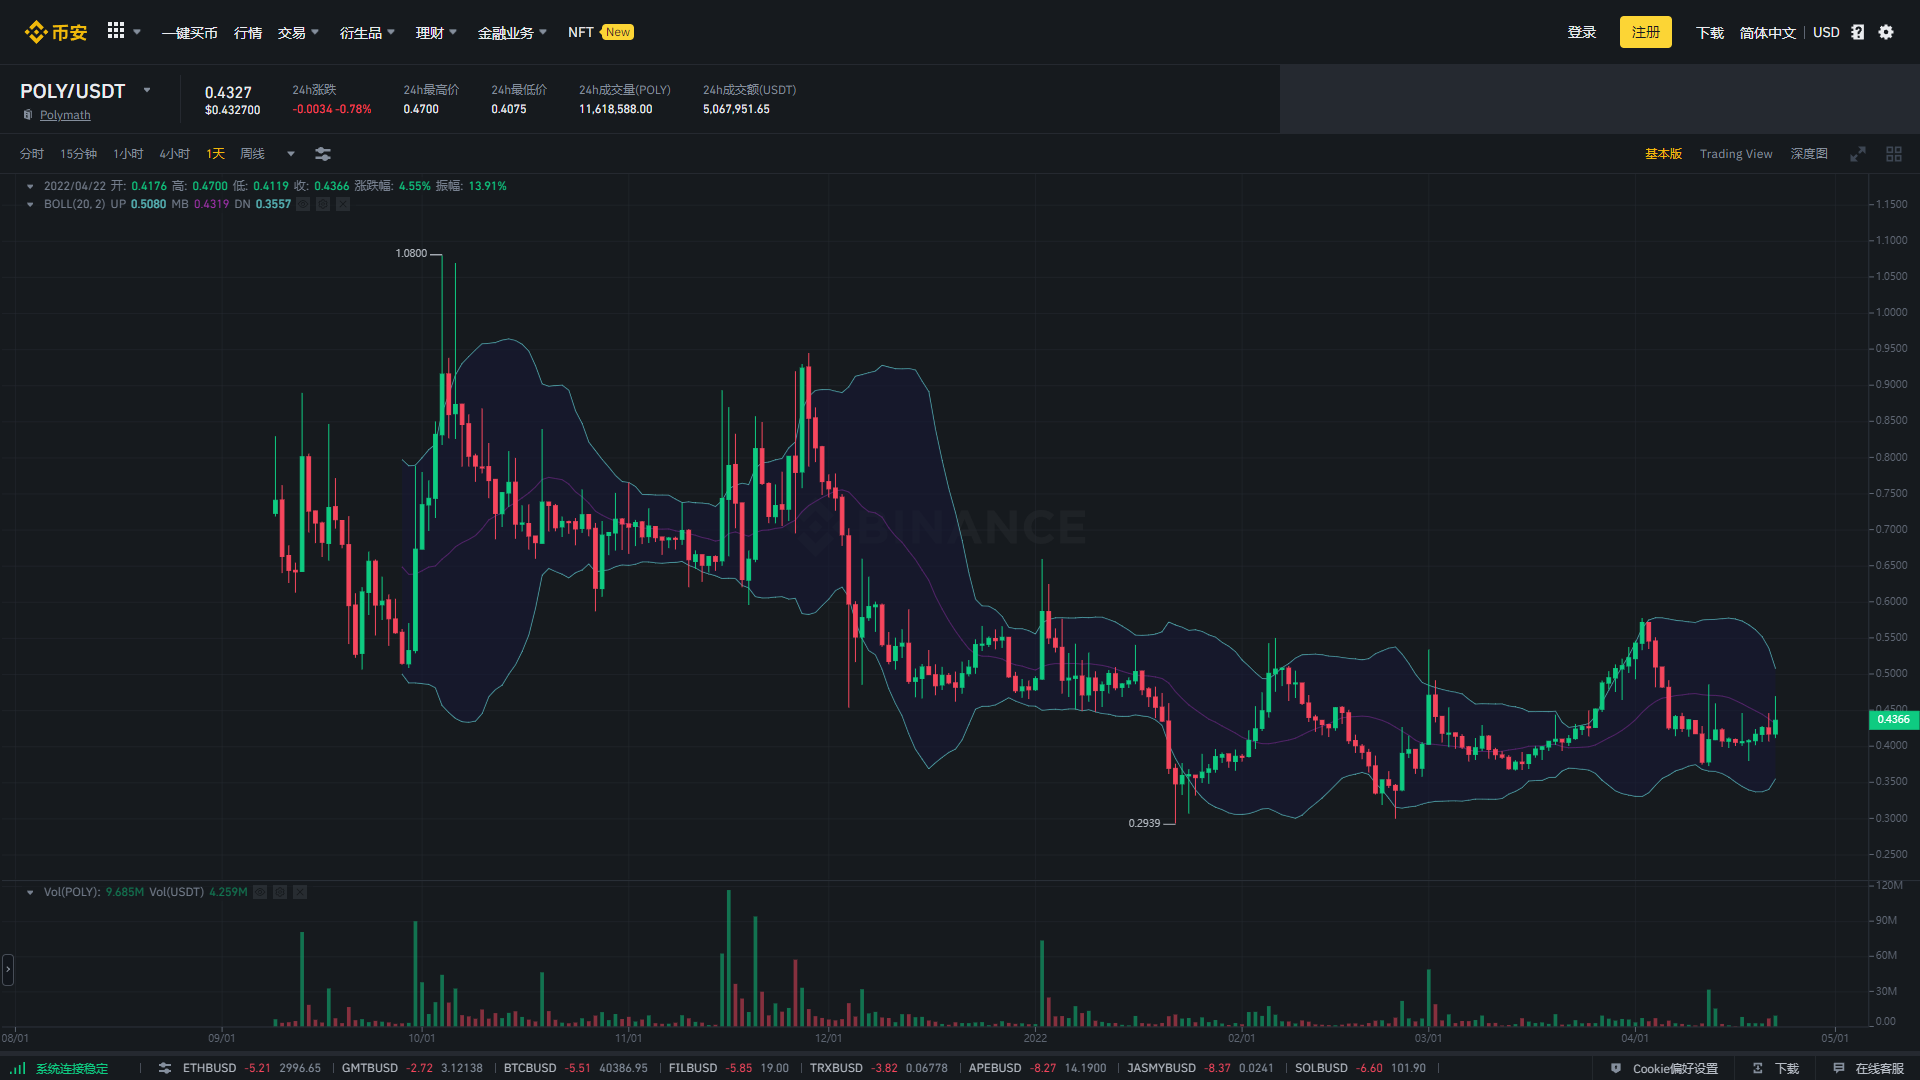 币安 一键买币 行情 交易 衍生品 理财 金融业务 NFT New 登录 注册 下载 简体中文 USD
POLY/USDT
Polymath
0.4327
$0.432700
24h涨跌
-0.0034 -0.78%
24h最高价
0.4700
24h最低价
0.4075
24h成交量(POLY)
11,618,588.00
24h成交额(USDT)
5,067,951.65
分时 15分钟 1小时 4小时 1天 周线 基本版 Trading View 深度图
2022/04/22 开: 0.4176 高: 0.4700 低: 0.4119 收: 0.4366 涨跌幅: 4.55% 振幅: 13.91%
BOLL(20, 2) UP 0.5080 MB 0.4319 DN 0.3557
1.1500
1.1000
1.0800
1.0500
1.0000
0.9500
0.9000
0.8500
0.8000
0.7500
BINANCE
0.7000
0.6500
0.6000
0.5500
0.5000
0.4500
0.4366
0.4000
0.3500
0.2939
0.3000
0.2500
Vol(POLY): 9.685M Vol(USDT) 4.259M
120M
90M
60M
30M
0.00
08/01 09/01 10/01 11/01 12/01 2022 02/01 03/01 04/01 05/01
系统连接稳定 ETHBUSD -5.21 2996.65 GMTBUSD -2.72 3.12138 BTCBUSD -5.51 40386.95 FILBUSD -5.85 19.00 TRXBUSD -3.82 0.06778 APEBUSD -8.27 14.1900 JASMYBUSD -8.37 0.0241 SOLBUSD -6.60 101.90 Cookie偏好设置 下载 在线客服